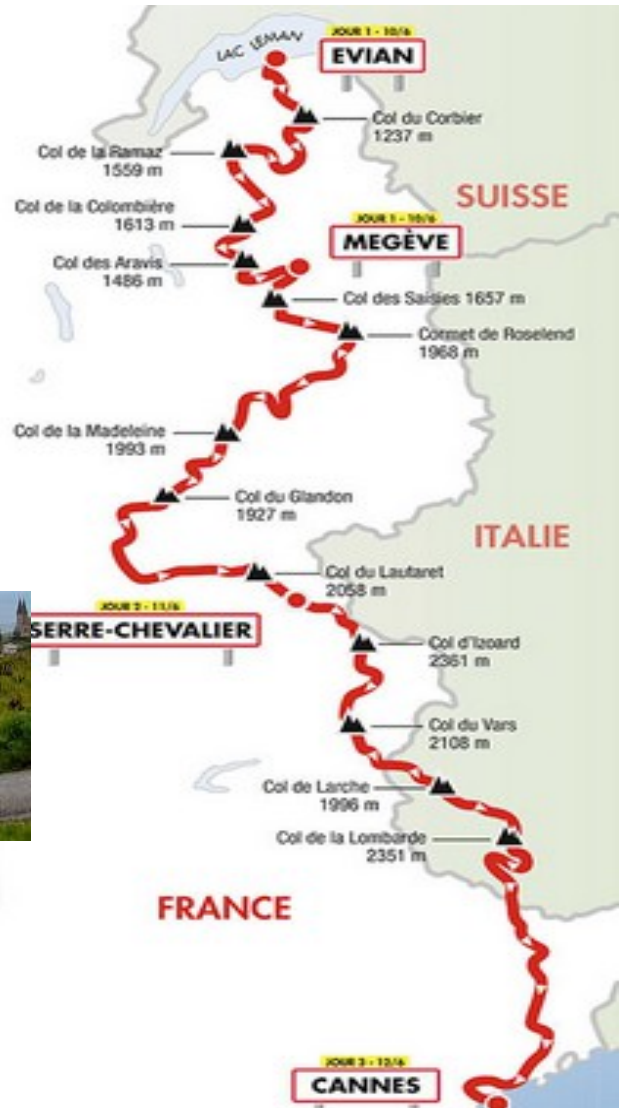 JOUR 1 - 10/6
EVIAN
LAC LEMAN
Col du Corbier
1237 m
Col de la Ramaz
1559 m
SUISSE
Col de la Colombière
1613 m
JOUR 1 - 10/6
MEGÈVE
Col des Aravis
1486 m
Col des Saisies 1657 m
Cormet de Roselend
1968 m
Col de la Madeleine
1993 m
Col du Glandon
1927 m
ITALIE
Col du Lautaret
2058 m
JOUR 2 - 11/6
SERRE-CHEVALIER
Col d'Izoard
2361 m
Col du Vars
2108 m
Col de Larche
1996 m
Col de la Lombarde
2351 m
FRANCE
JOUR 3 - 12/6
CANNES